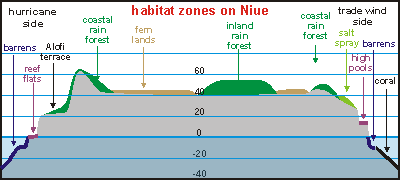 habitat zones on Niue
hurricane
side
coastal
rain
forest
fern
lands
inland
rain
forest
coastal
rain
forest
trade wind
side
salt
spray
barrens
barrens
Alofi
terrace
reef
flats
high
pools
coral
60
40
20
0
-20
-40